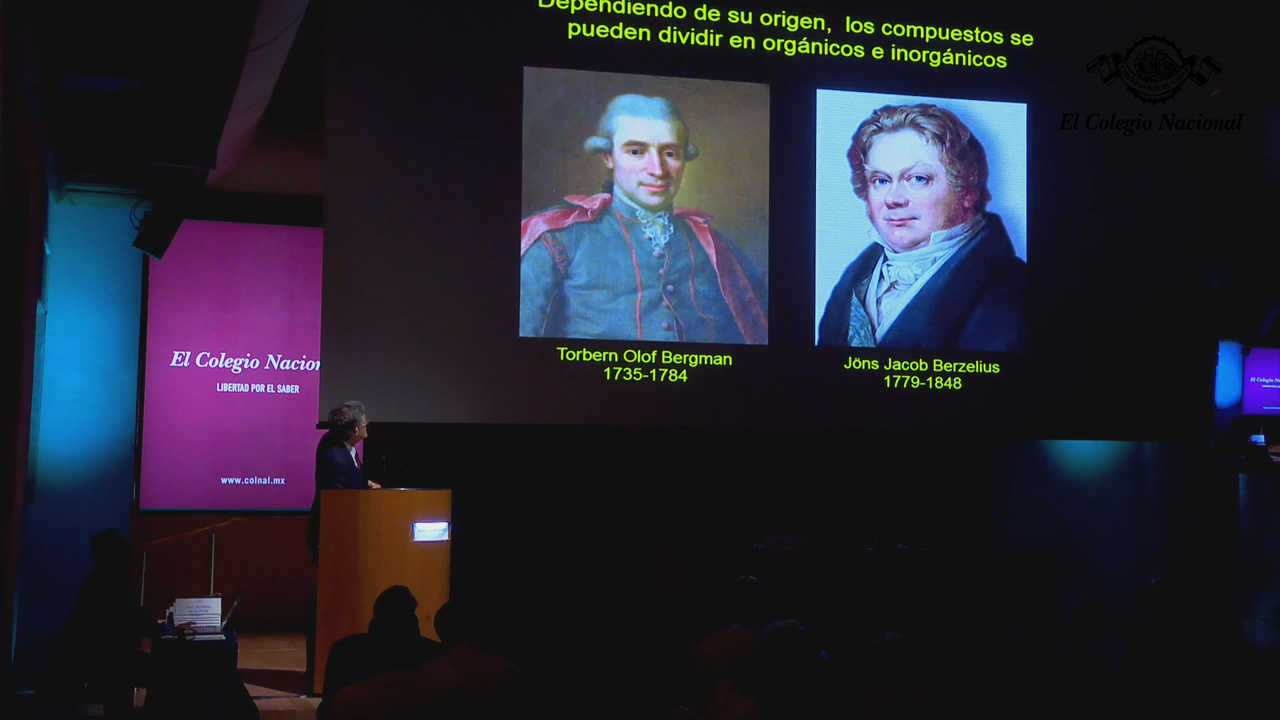 Dependiendo de su origen, los compuestos se
pueden dividir en orgánicos e inorgánicos
El Colegio Nacional
Torbern Olof Bergman
1735-1784
Jöns Jacob Berzelius
1779-1848
El Colegio Nacion
LIBERTAD POR EL SABER
www.colnal.mx